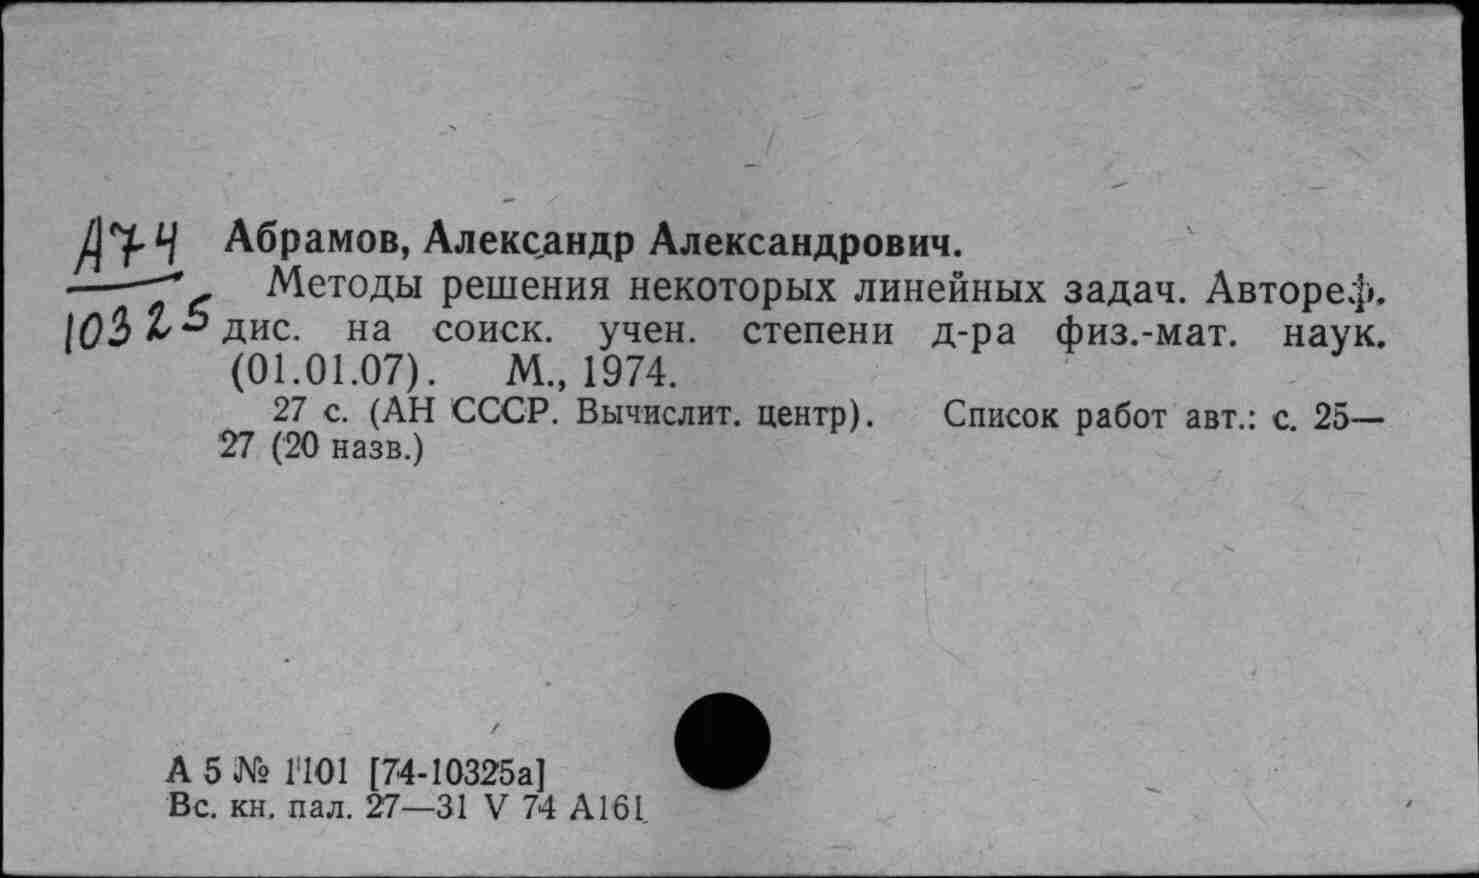 Д74
10325
Абрамов, Александр Александрович.
Методы решения некоторых линейных задач. Автореф.
дис. на соиск. учен. степени д-ра физ.-мат. наук.
(01.01.07). М., 1974.
27 с. (АН СССР. Вычислит. центр). Список работ авт.: с. 25—
27 (20 назв.)
А 5 № 1101 [74-10325а]
Вс. кн. пал. 27—31 V 74 А161